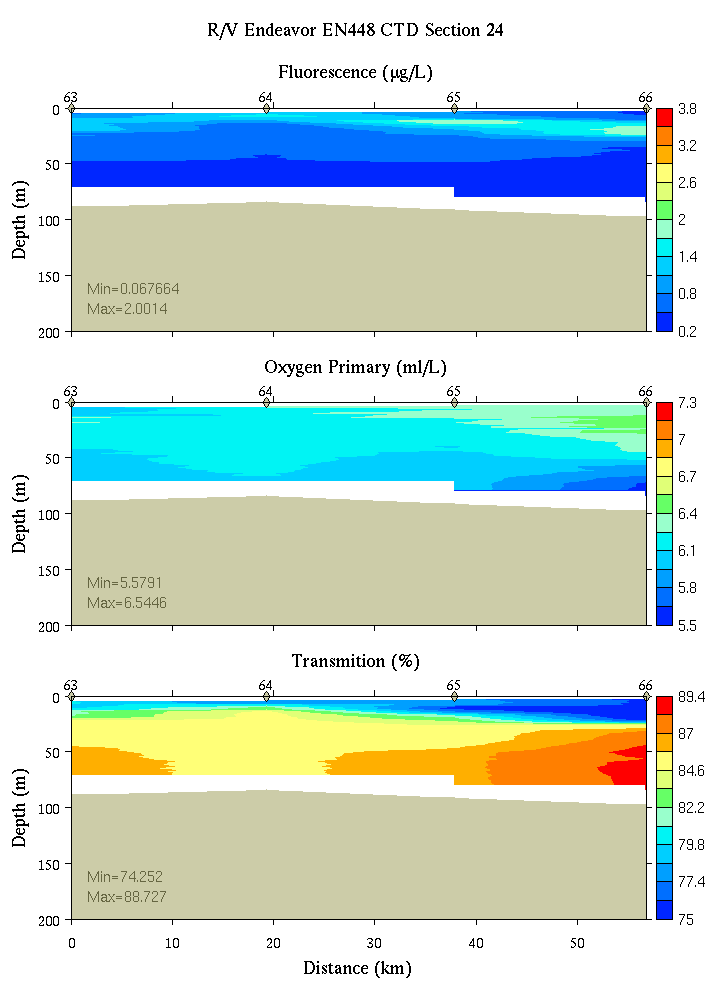 R/V Endeavor EN448 CTD Section 24
Fluorescence (µg/L)
63 64 65 66
0
50
100
150
200
Depth (m)
Min=0.067664
Max=2.0014
3.8
3.2
2.6
2
1.4
0.8
0.2
Oxygen Primary (ml/L)
63 64 65 66
0
50
100
150
200
Depth (m)
Min=5.5791
Max=6.5446
7.3
7
6.7
6.4
6.1
5.8
5.5
Transmition (%)
63 64 65 66
0
50
100
150
200
Depth (m)
Min=74.252
Max=88.727
89.4
87
84.6
82.2
79.8
77.4
75
0 10 20 30 40 50
Distance (km)